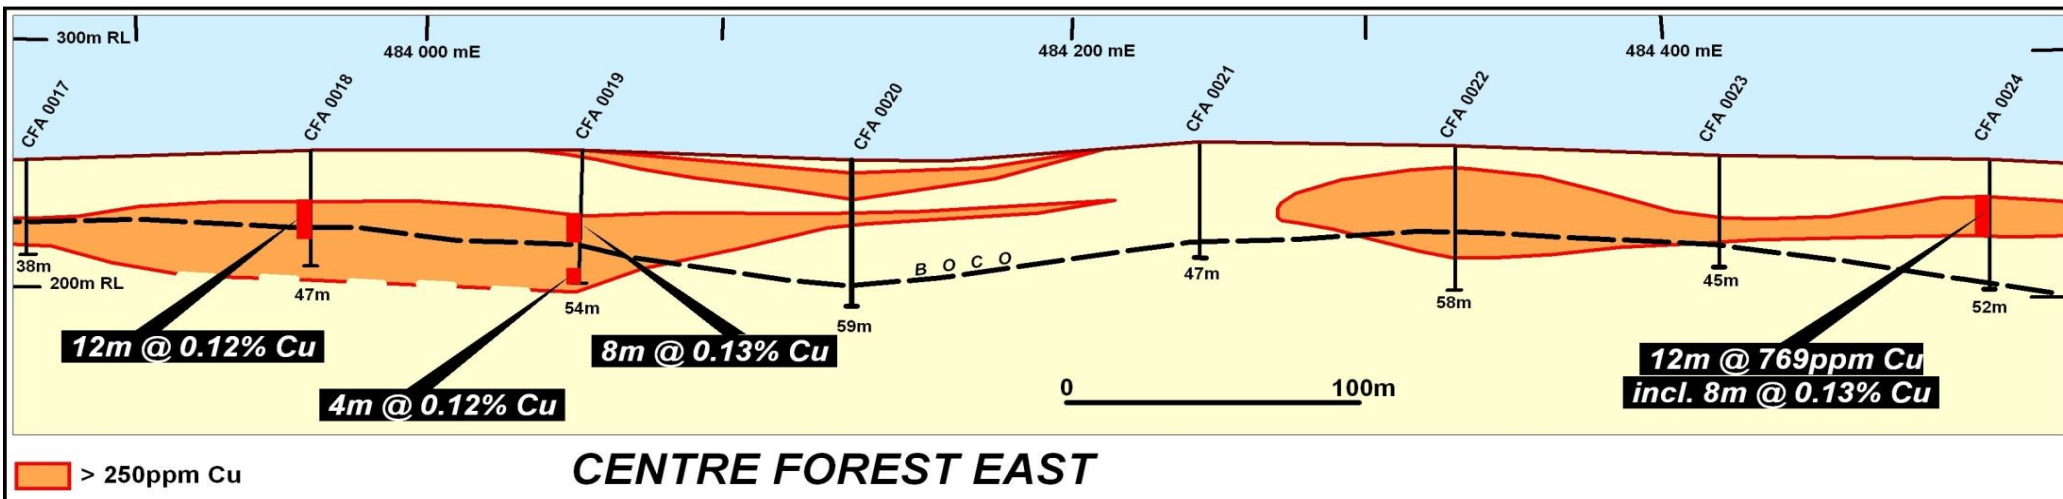 300m RL
484 000 mE
484 200 mE
484 400 mE
CFA 0017
CFA 0018
CFA 0019
CFA 0020
CFA 0021
CFA 0022
CFA 0023
CFA 0024
BOCO
38m
200m RL
47m
54m
59m
47m
58m
45m
52m
12m @ 0.12% Cu
8m @ 0.13% Cu
4m @ 0.12% Cu
0 100m
12m @ 769ppm Cu
incl. 8m @ 0.13% Cu
> 250ppm Cu
CENTRE FOREST EAST